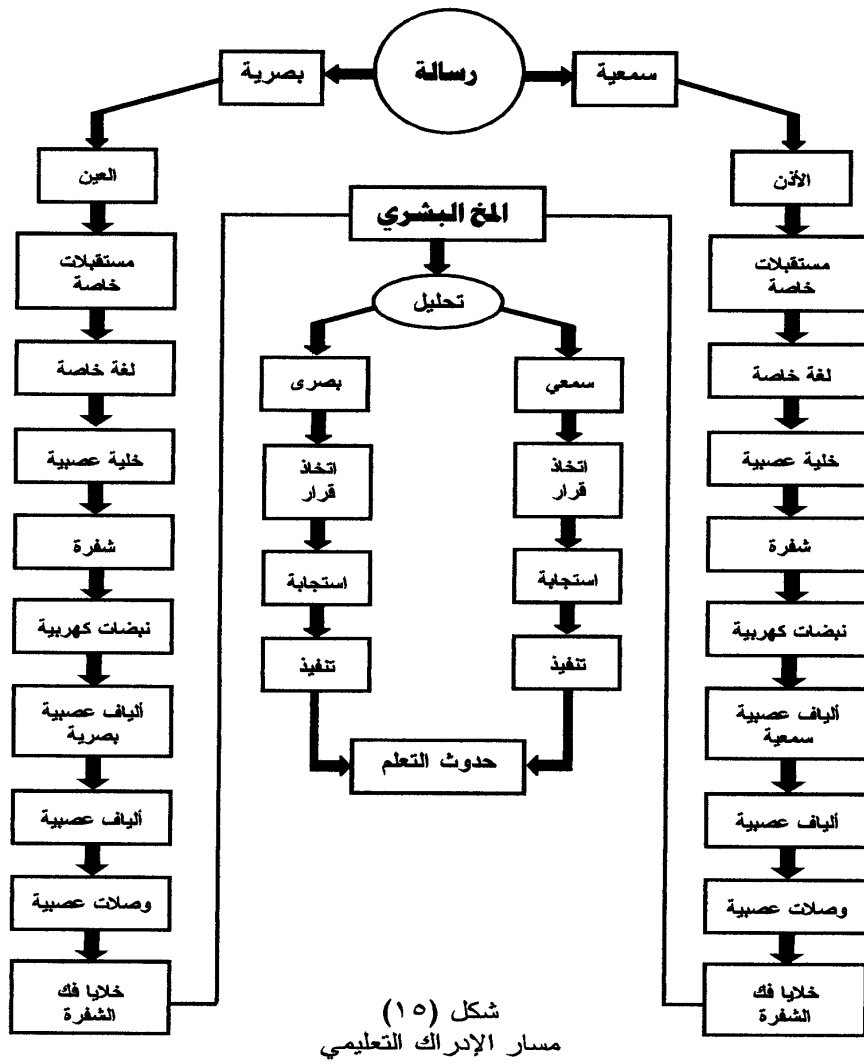 رسالة
سمعية
بصرية
الأذن
مستقبلات
خاصة
لغة خاصة
خلية عصبية
شفرة
نبضات كهربية
ألياف عصبية
سمعية
ألياف عصبية
وصلات عصبية
خلايا فك
الشفرة
العين
مستقبلات
خاصة
لغة خاصة
خلية عصبية
شفرة
نبضات كهربية
ألياف عصبية
بصرية
ألياف عصبية
وصلات عصبية
خلايا فك
الشفرة
المخ البشري
تحليل
سمعي
اتخاذ
قرار
استجابة
تنفيذ
بصرى
اتخاذ
قرار
استجابة
تنفيذ
حدوث التعلم
شكل (١٥)
مسار الإدراك التعليمي